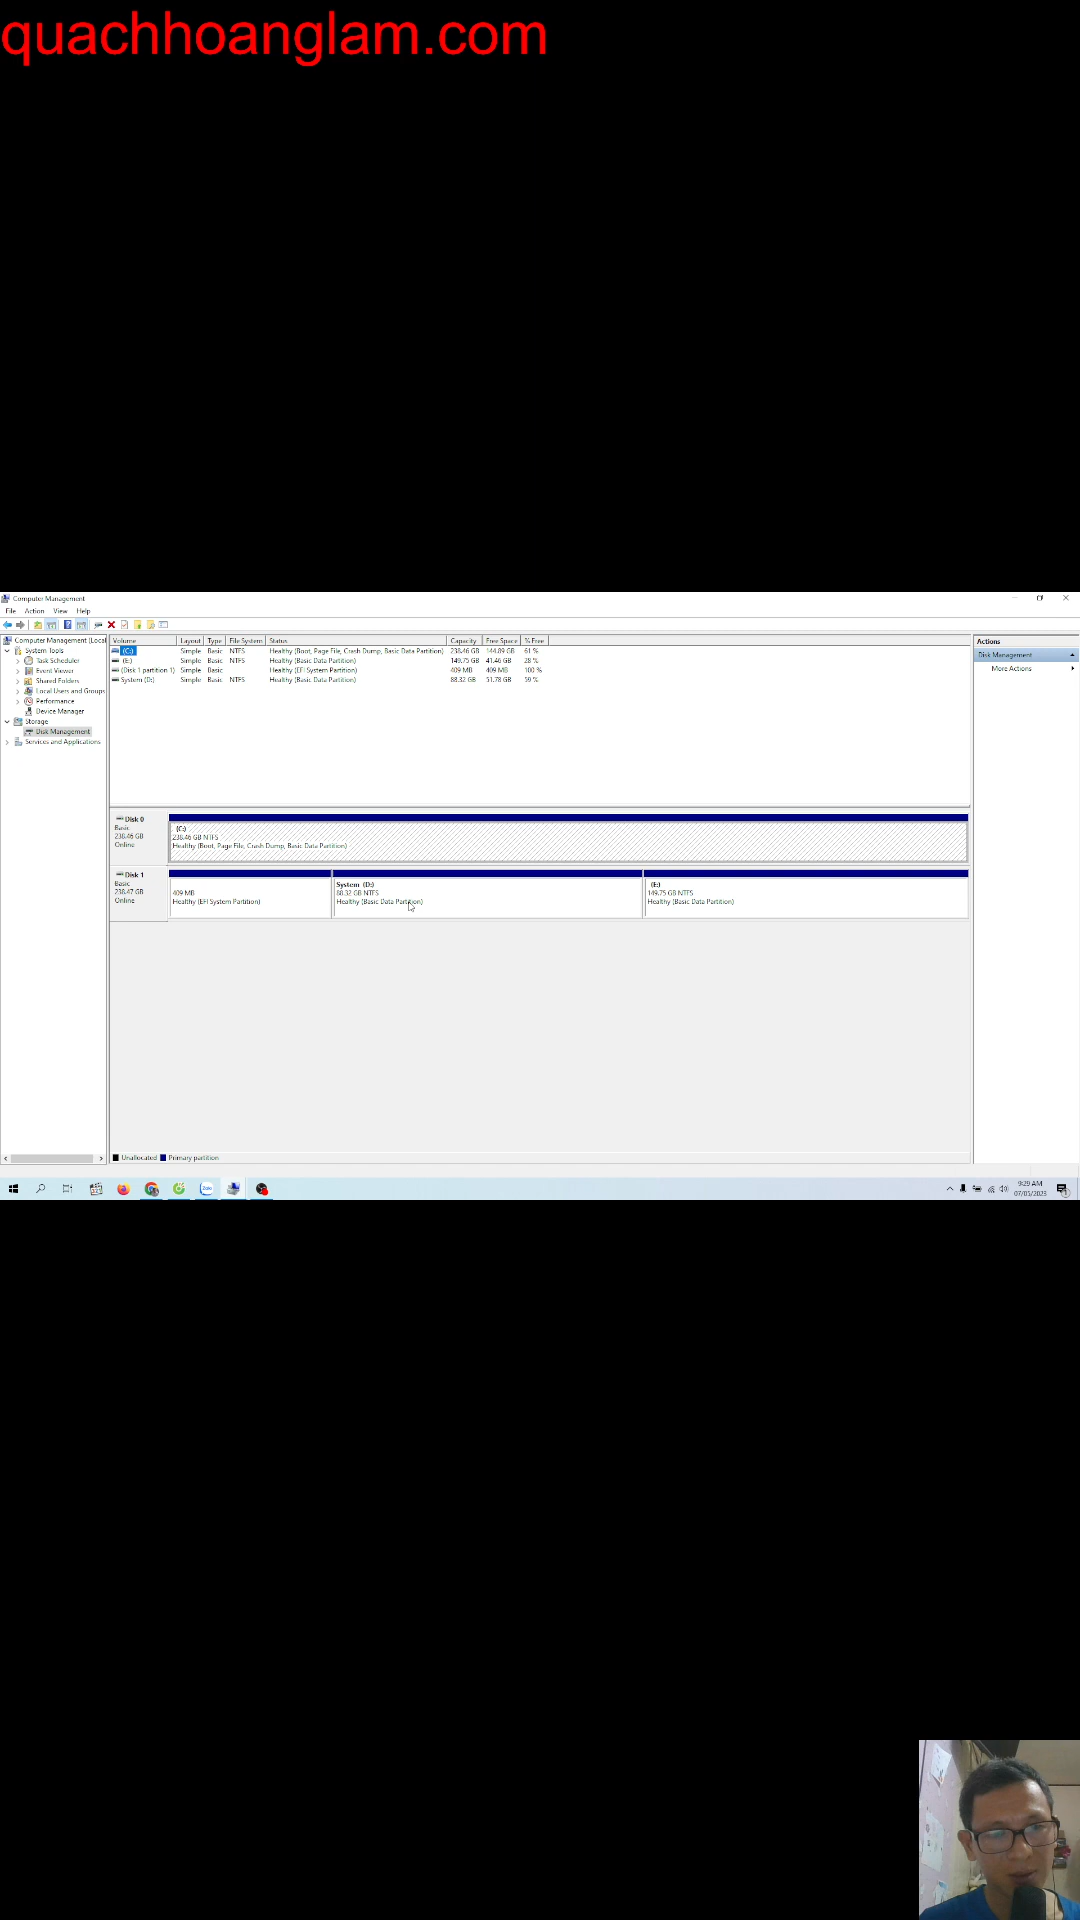 quachhoanglam.com
Computer Management
File Action View Help
Computer Management (Local
System Tools
Task Scheduler
Event Viewer
Shared Folders
Local Users and Groups
Performance
Device Manager
Storage
Disk Management
Services and Applications
Volume Layout Type File System Status Capacity Free Space % Free
(C:) Simple Basic NTFS Healthy (Boot, Page File, Crash Dump, Basic Data Partition) 238.46 GB 144.89 GB 61 %
(E:) Simple Basic NTFS Healthy (Basic Data Partition) 149.75 GB 41.46 GB 28 %
(Disk 1 partition 1) Simple Basic Healthy (EFI System Partition) 409 MB 409 MB 100 %
System (D:) Simple Basic NTFS Healthy (Basic Data Partition) 88.32 GB 51.78 GB 59 %
Actions
Disk Management
More Actions
Disk 0
Basic
238.46 GB
Online
(C:)
238.46 GB NTFS
Healthy (Boot, Page File, Crash Dump, Basic Data Partition)
Disk 1
Basic
238.47 GB
Online
409 MB
Healthy (EFI System Partition)
System (D:)
88.32 GB NTFS
Healthy (Basic Data Partition)
(E:)
149.75 GB NTFS
Healthy (Basic Data Partition)
Unallocated Primary partition
Zalo
9:29 AM
07/05/2023